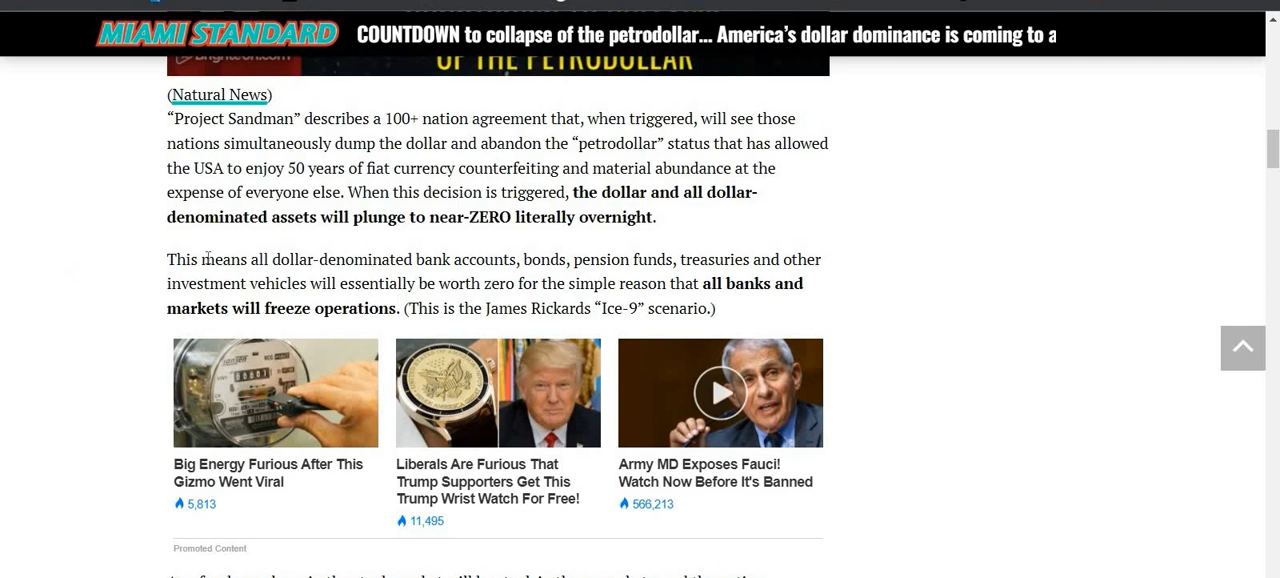 MIAMI STANDARD
COUNTDOWN to collapse of the petrodollar... America's dollar dominance is coming to a
Brighteon.com
OF THE PETRODOLLAR
(Natural News)
“Project Sandman” describes a 100+ nation agreement that, when triggered, will see those
nations simultaneously dump the dollar and abandon the “petrodollar” status that has allowed
the USA to enjoy 50 years of fiat currency counterfeiting and material abundance at the
expense of everyone else. When this decision is triggered, the dollar and all dollar-
denominated assets will plunge to near-ZERO literally overnight.
This means all dollar-denominated bank accounts, bonds, pension funds, treasuries and other
investment vehicles will essentially be worth zero for the simple reason that all banks and
markets will freeze operations. (This is the James Rickards “Ice-9” scenario.)
Big Energy Furious After This
Gizmo Went Viral
5,813
Liberals Are Furious That
Trump Supporters Get This
Trump Wrist Watch For Free!
11,495
Army MD Exposes Fauci!
Watch Now Before It's Banned
566,213
Promoted Content